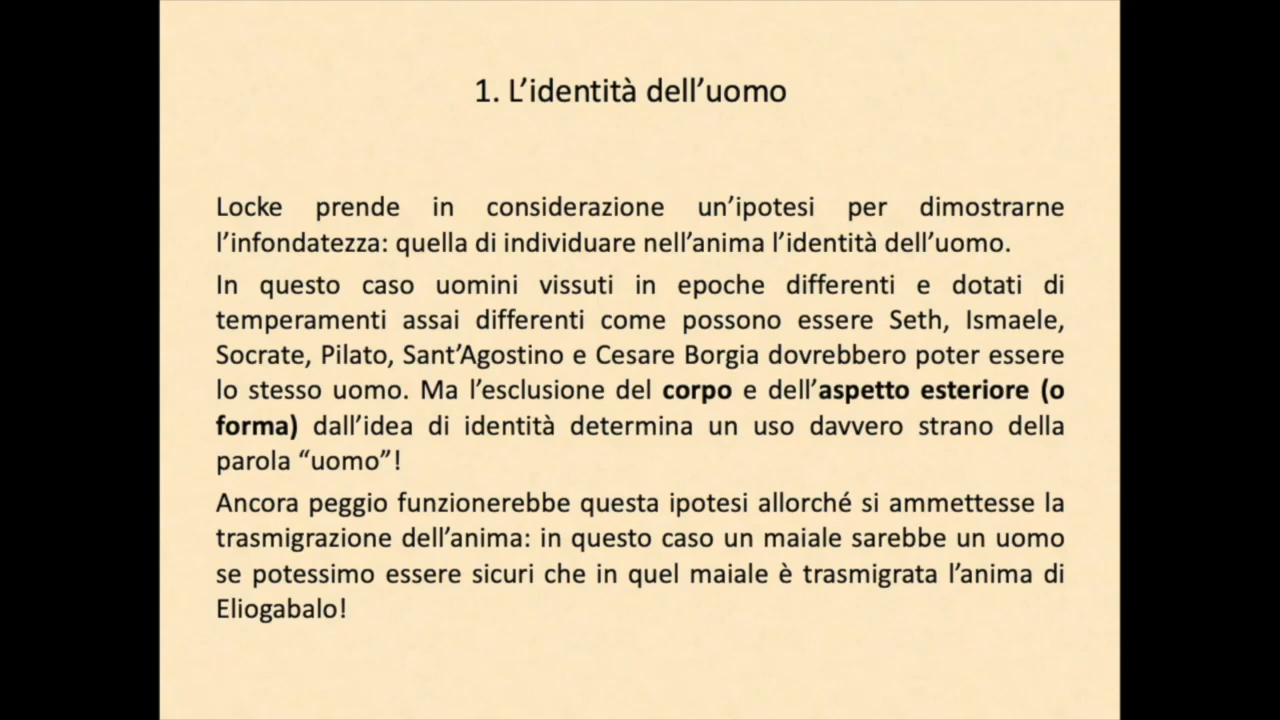 1. L’identità dell’uomo
Locke prende in considerazione un’ipotesi per dimostrarne
l’infondatezza: quella di individuare nell’anima l’identità dell’uomo.
In questo caso uomini vissuti in epoche differenti e dotati di
temperamenti assai differenti come possono essere Seth, Ismaele,
Socrate, Pilato, Sant’Agostino e Cesare Borgia dovrebbero poter essere
lo stesso uomo. Ma l’esclusione del corpo e dell’aspetto esteriore (o
forma) dall’idea di identità determina un uso davvero strano della
parola “uomo”!
Ancora peggio funzionerebbe questa ipotesi allorché si ammettesse la
trasmigrazione dell’anima: in questo caso un maiale sarebbe un uomo
se potessimo essere sicuri che in quel maiale è trasmigrata l’anima di
Eliogabalo!